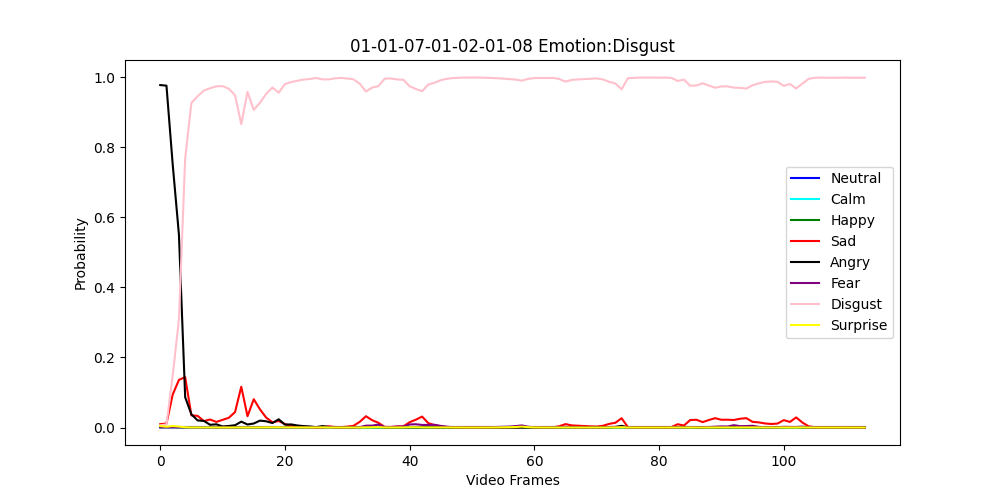 01-01-07-01-02-01-08 Emotion:Disgust
1.0
0.8
0.6
0.4
0.2
0.0
Probability
Neutral
Calm
Happy
Sad
Angry
Fear
Disgust
Surprise
0 20 40 60 80 100
Video Frames